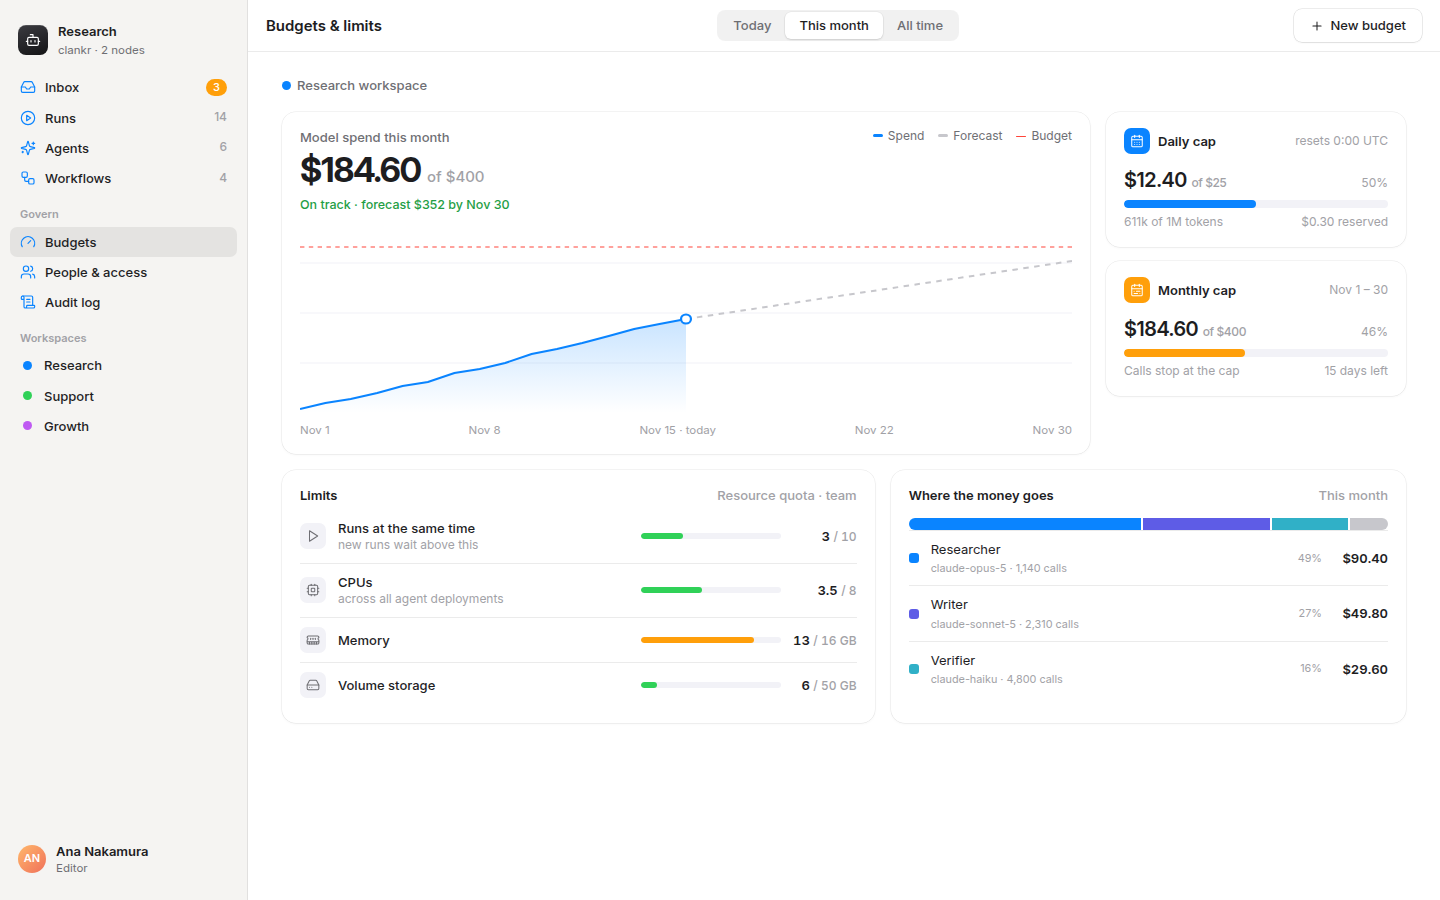 Research
clankr · 2 nodes
Inbox
3
Runs
14
Agents
6
Workflows
4
Govern
Budgets
People & access
Audit log
Workspaces
Research
Support
Growth
AN
Ana Nakamura
Editor
Budgets & limits
Today
This month
All time
New budget
Research workspace
Model spend this month
Spend
Forecast
Budget
$184.60 of $400
On track · forecast $352 by Nov 30
Nov 1
Nov 8
Nov 15 · today
Nov 22
Nov 30
Daily cap
resets 0:00 UTC
$12.40 of $25
50%
611k of 1M tokens
$0.30 reserved
Monthly cap
Nov 1 – 30
$184.60 of $400
46%
Calls stop at the cap
15 days left
Limits
Resource quota · team
Runs at the same time
new runs wait above this
3 / 10
CPUs
across all agent deployments
3.5 / 8
Memory
13 / 16 GB
Volume storage
6 / 50 GB
Where the money goes
This month
Researcher
claude-opus-5 · 1,140 calls
49%
$90.40
Writer
claude-sonnet-5 · 2,310 calls
27%
$49.80
Verifier
claude-haiku · 4,800 calls
16%
$29.60